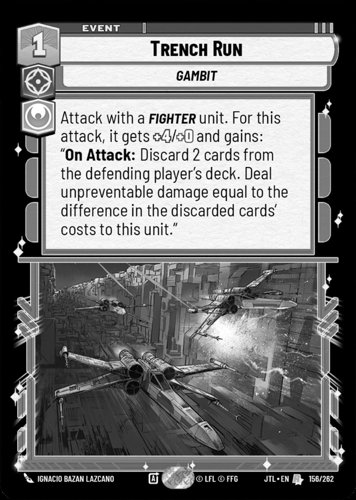 EVENT
1
TRENCH RUN
GAMBIT
Attack with a FIGHTER unit. For this
attack, it gets +4/+0 and gains:
“On Attack: Discard 2 cards from
the defending player’s deck. Deal
unpreventable damage equal to the
difference in the discarded cards’
costs to this unit.”
IGNACIO BAZAN LAZCANO
A
© LFL © FFG
JTL • EN
156/262